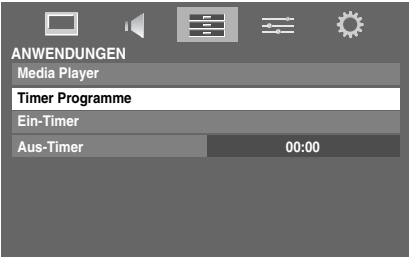 ANWENDUNGEN
Media Player
Timer Programme
Ein-Timer
Aus-Timer 00:00